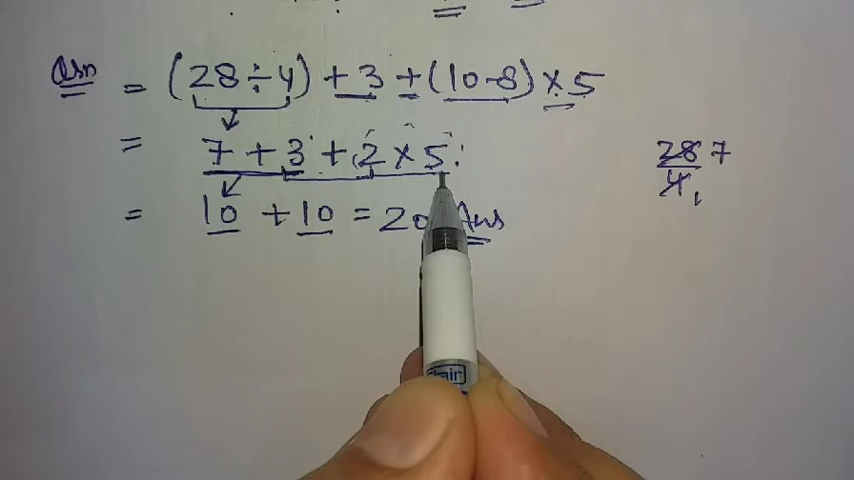 Ans = (28 ÷ 4) + 3 + (10-8) × 5
= 7 + 3 + 2 × 5
= 10 + 10 = 20 Ans
28 7
4 1
lair